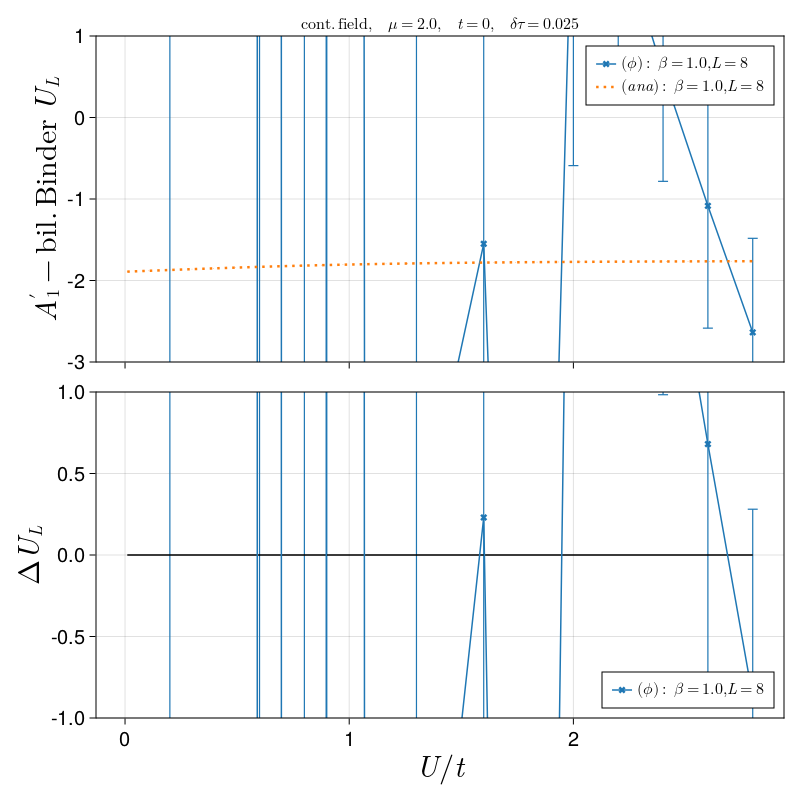 cont. field, μ = 2.0, t = 0, δτ = 0.025
A₁′ − bil. Binder U_L
1
0
-1
-2
-3
(ϕ) : β = 1.0,L = 8
(ana) : β = 1.0,L = 8
Δ U_L
1.0
0.5
0.0
-0.5
-1.0
(ϕ) : β = 1.0,L = 8
0 1 2
U/t